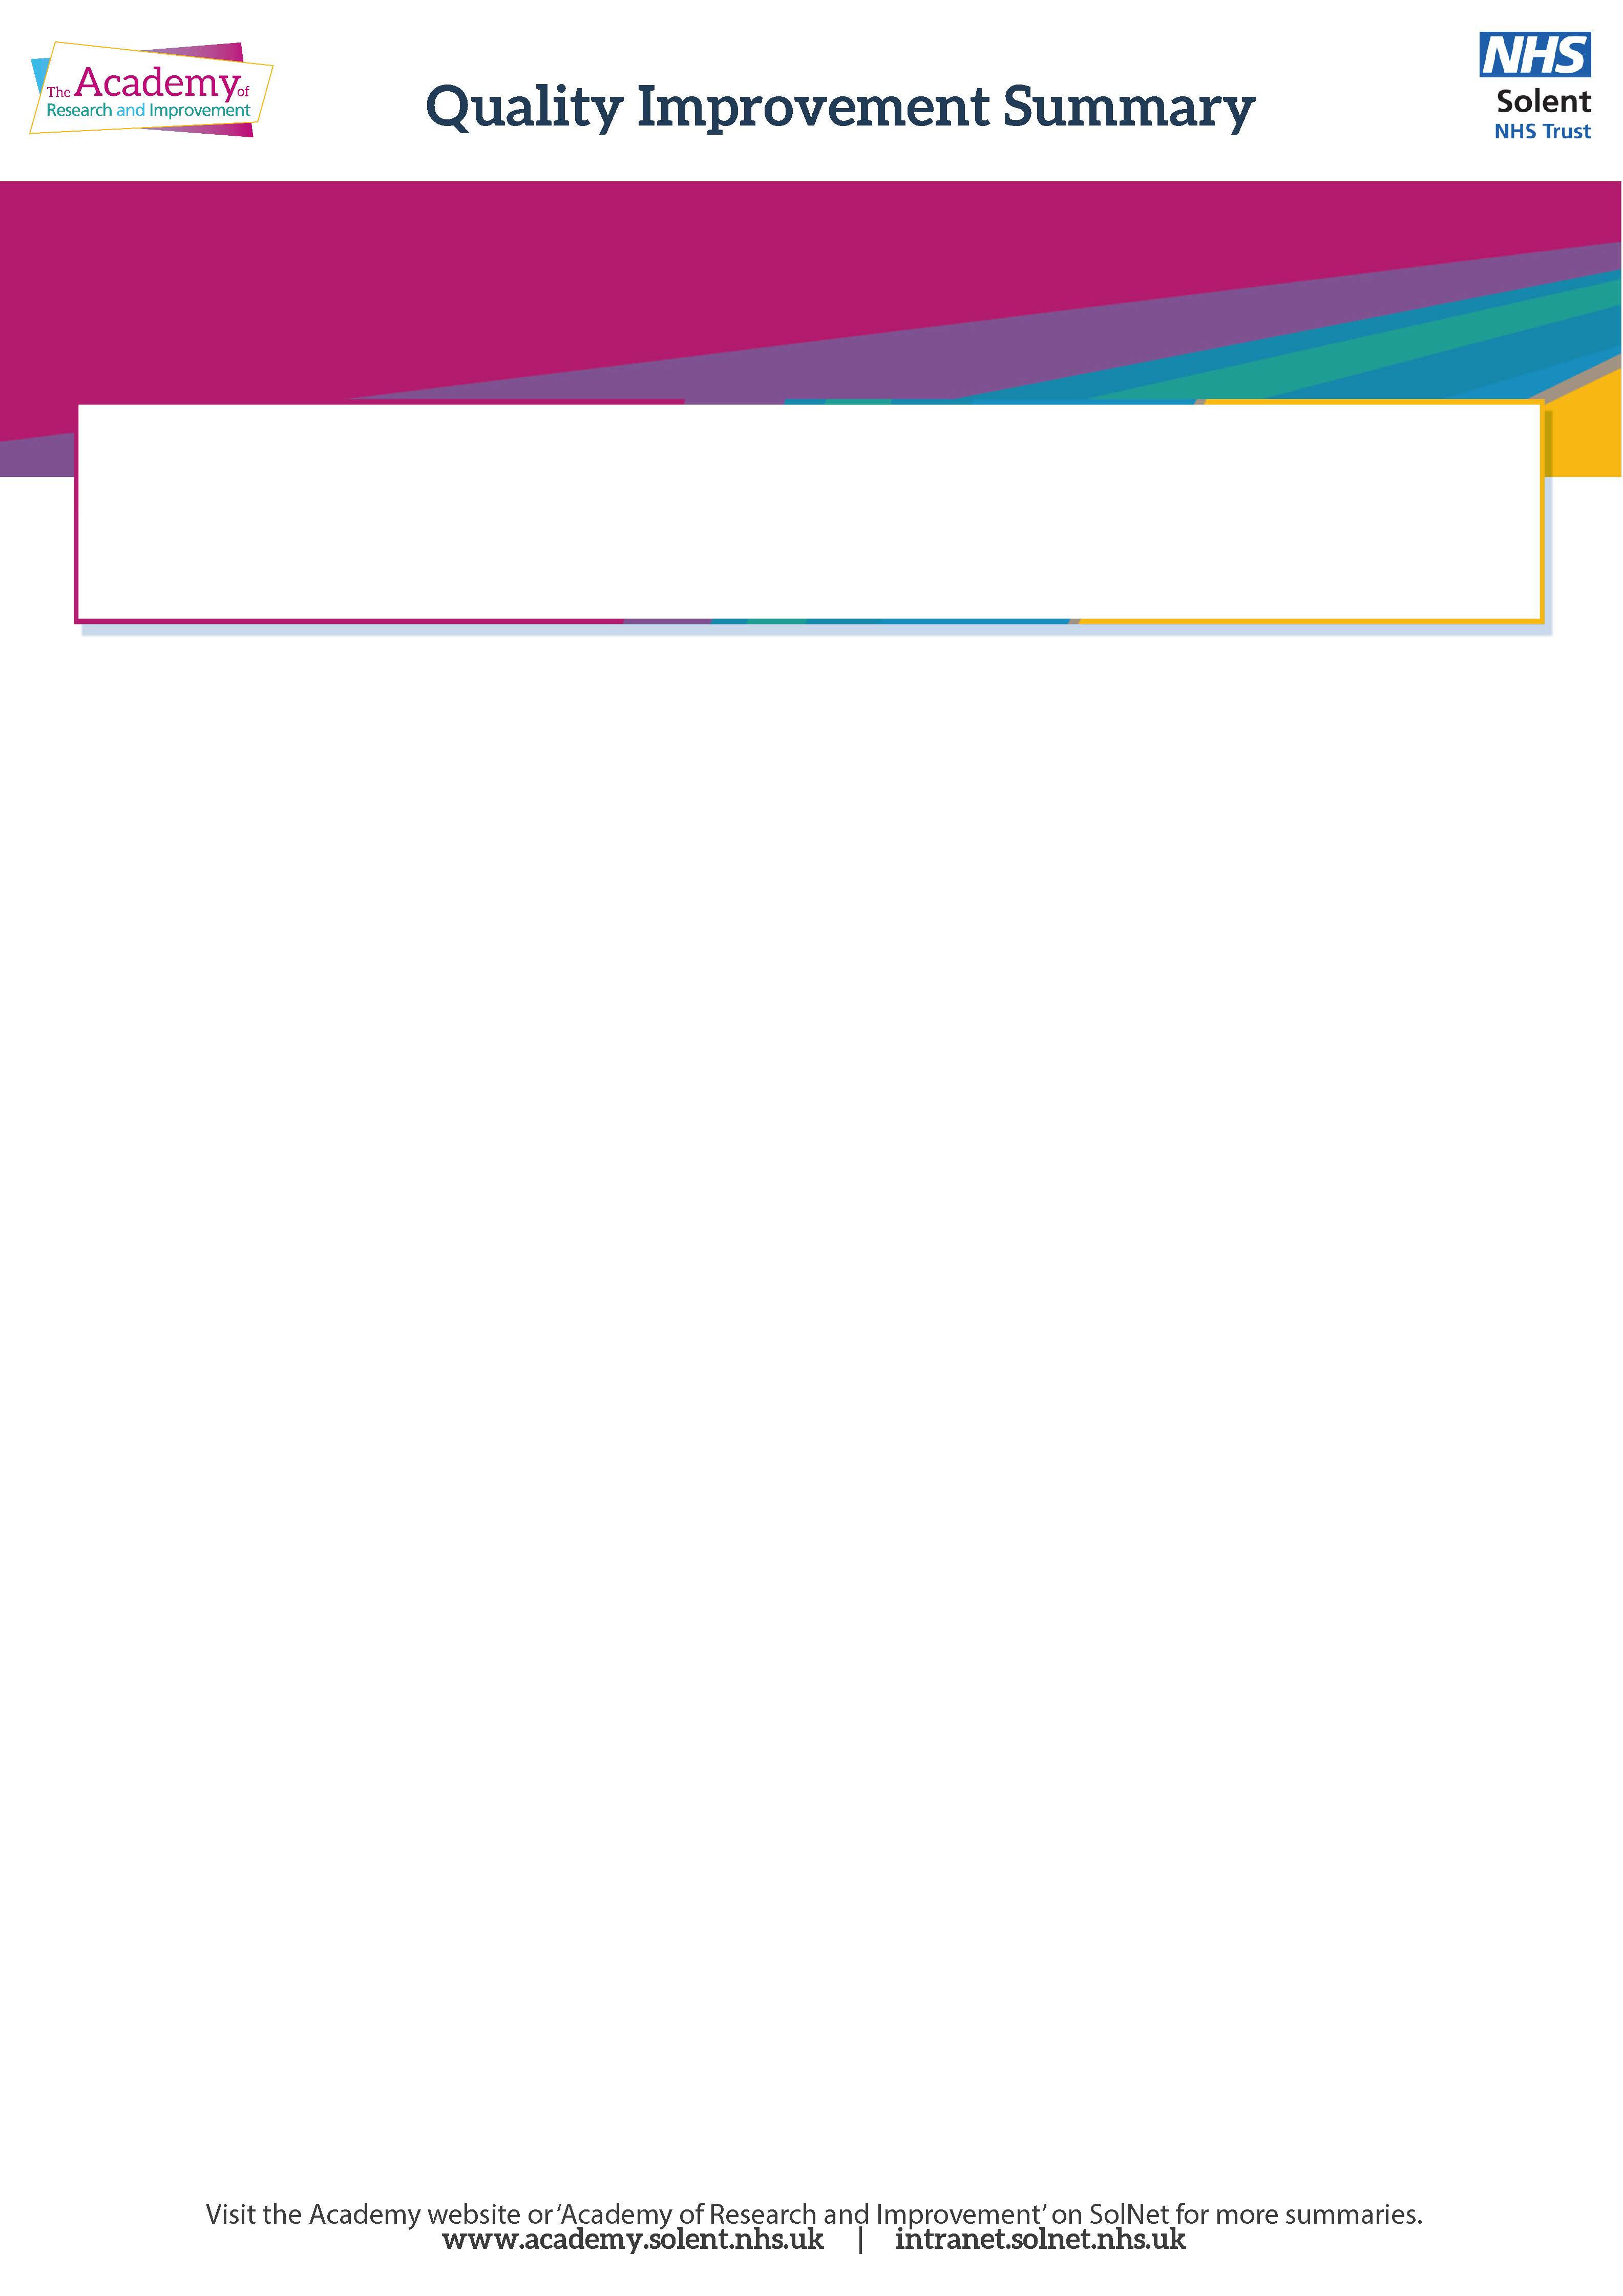 The Academy of
Research and Improvement
Quality Improvement Summary
NHS
Solent
NHS Trust
Visit the Academy website or ‘Academy of Research and Improvement’ on SolNet for more summaries.
www.academy.solent.nhs.uk | intranet.solnet.nhs.uk